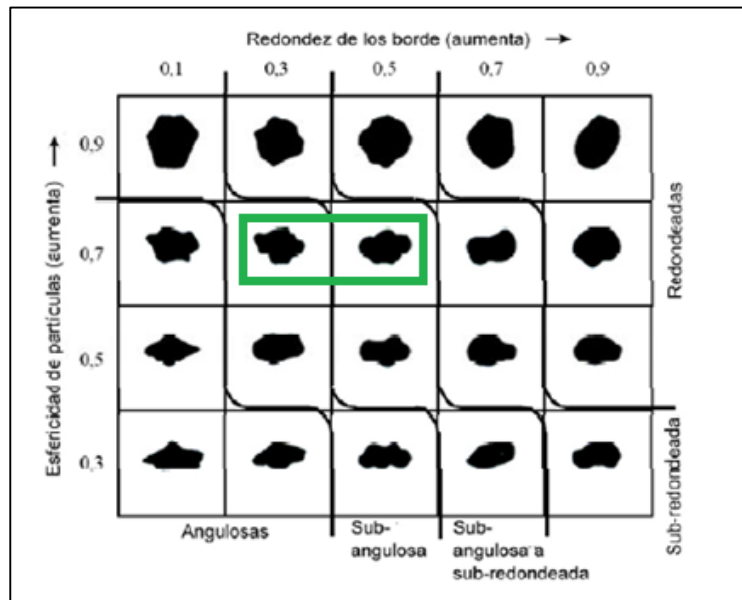 Redondez de los borde (aumenta) →
0,1 0,3 0,5 0,7 0,9
Esfericidad de partículas (aumenta) →
0,9
0,7
0,5
0,3
Redondeadas
Sub-redondeada
Angulosas
Sub-
angulosa
Sub-
angulosa a
sub-redondeada